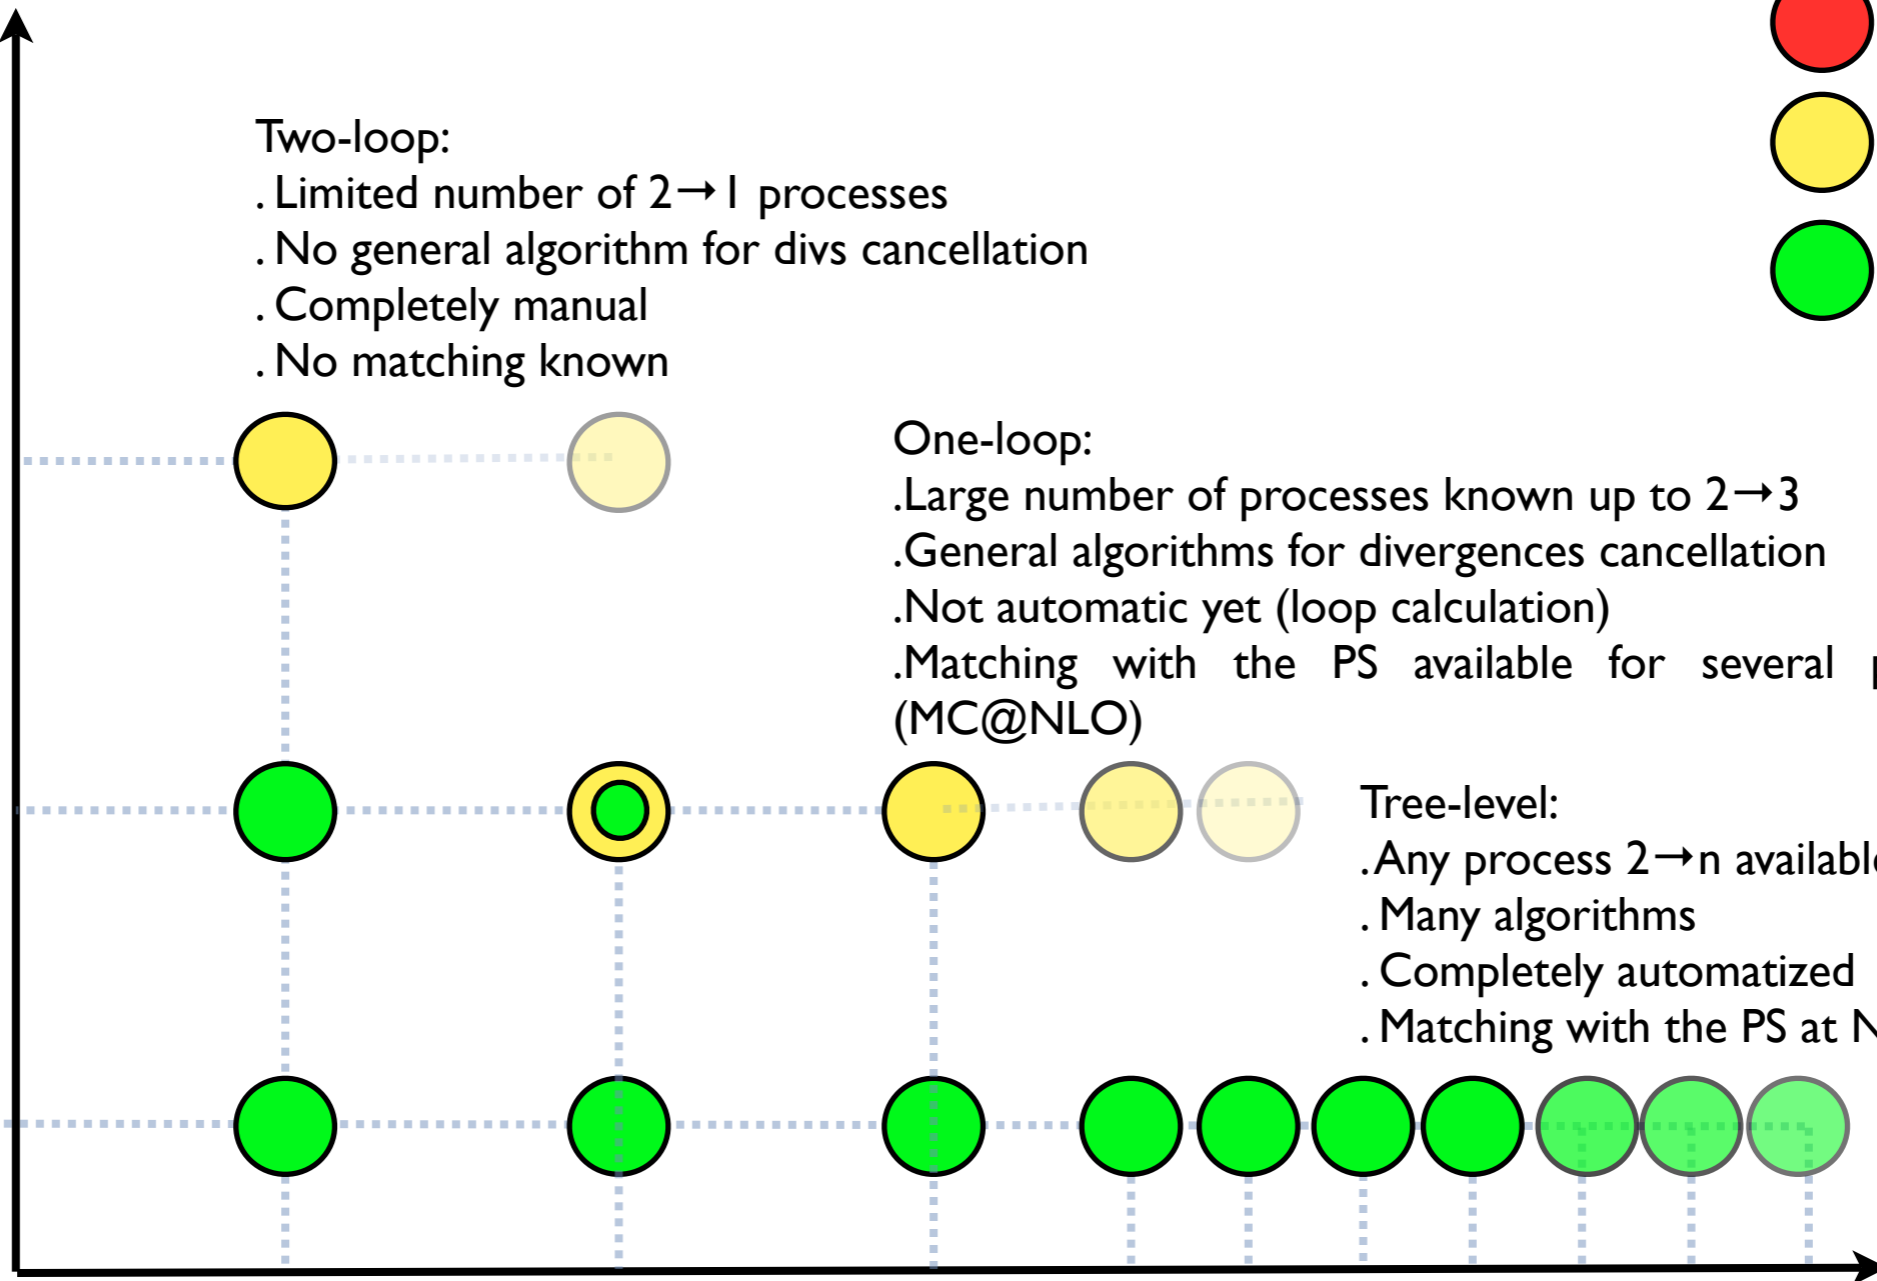 Two-loop:
. Limited number of 2→1 processes
. No general algorithm for divs cancellation
. Completely manual
. No matching known
One-loop:
.Large number of processes known up to 2→3
.General algorithms for divergences cancellation
.Not automatic yet (loop calculation)
.Matching with the PS available for several
(MC@NLO)
Tree-level:
.Any process 2→n
. Many algorithms
. Completely automatized
. Matching with the PS at